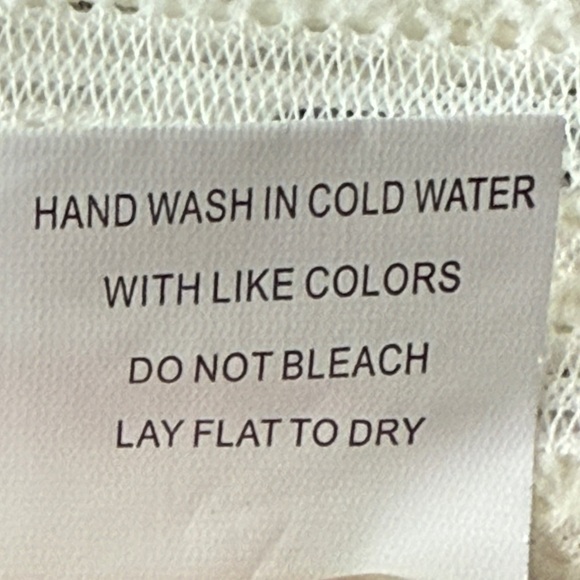 HAND WASH IN COLD WATER
WITH LIKE COLORS
DO NOT BLEACH
LAY FLAT TO DRY